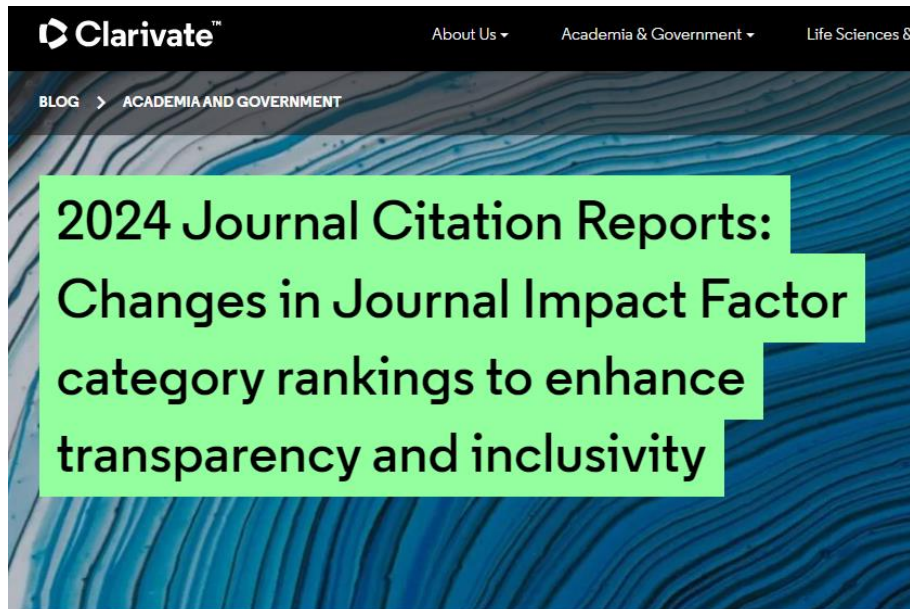 Clarivate™
About Us
Academia & Government
Life Sciences &
BLOG > ACADEMIA AND GOVERNMENT
2024 Journal Citation Reports:
Changes in Journal Impact Factor
category rankings to enhance
transparency and inclusivity